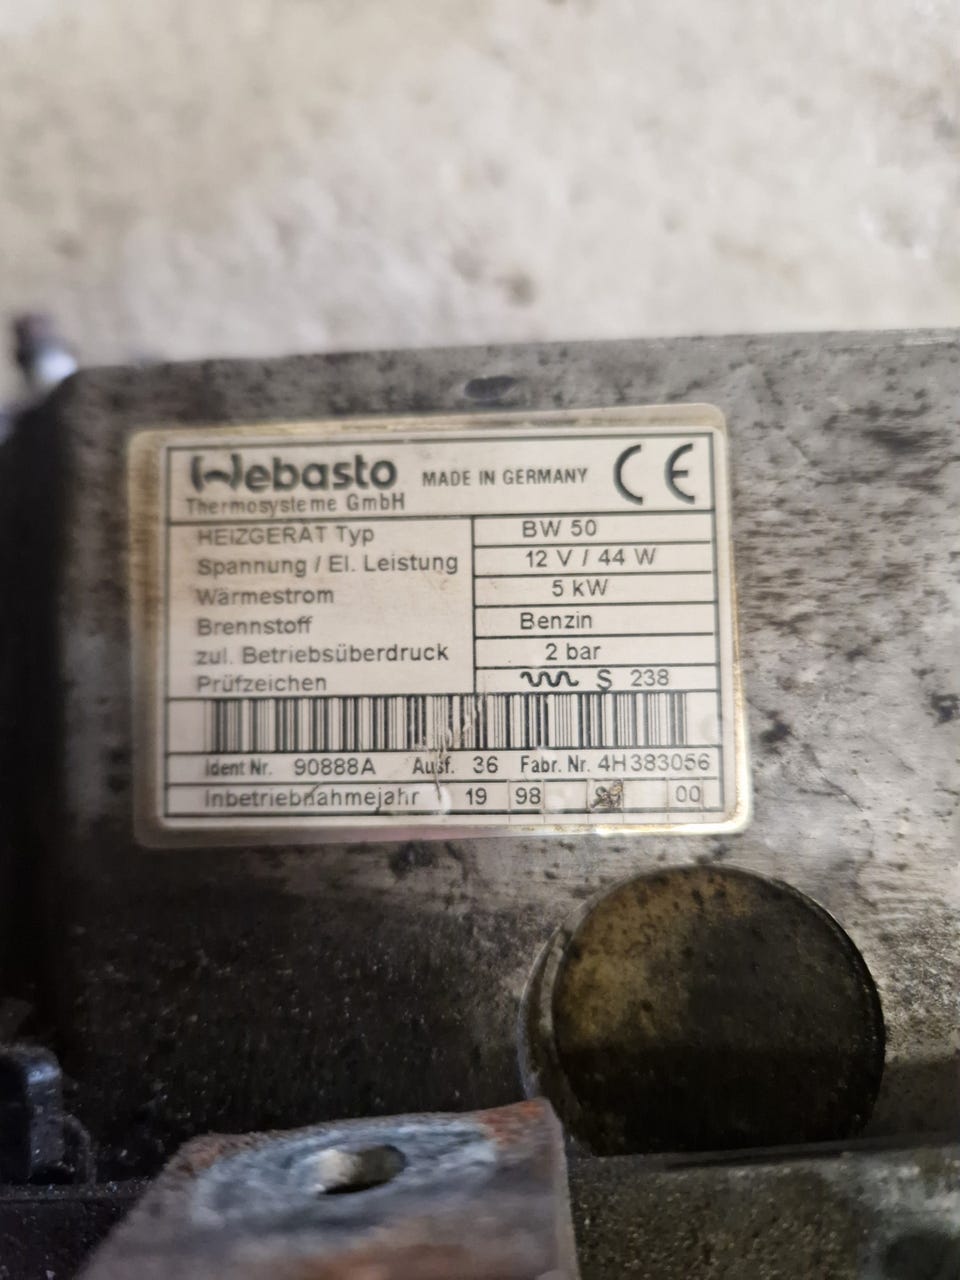 Webasto MADE IN GERMANY CE
Thermosysteme GmbH
HEIZGERÄT Typ BW 50
Spannung / El. Leistung 12 V / 44 W
Wärmestrom 5 kW
Brennstoff Benzin
zul. Betriebsüberdruck 2 bar
Prüfzeichen S 238
Ident Nr. 90888A Ausf. 36 Fabr. Nr. 4H383056
Inbetriebnahmejahr 19 98 00